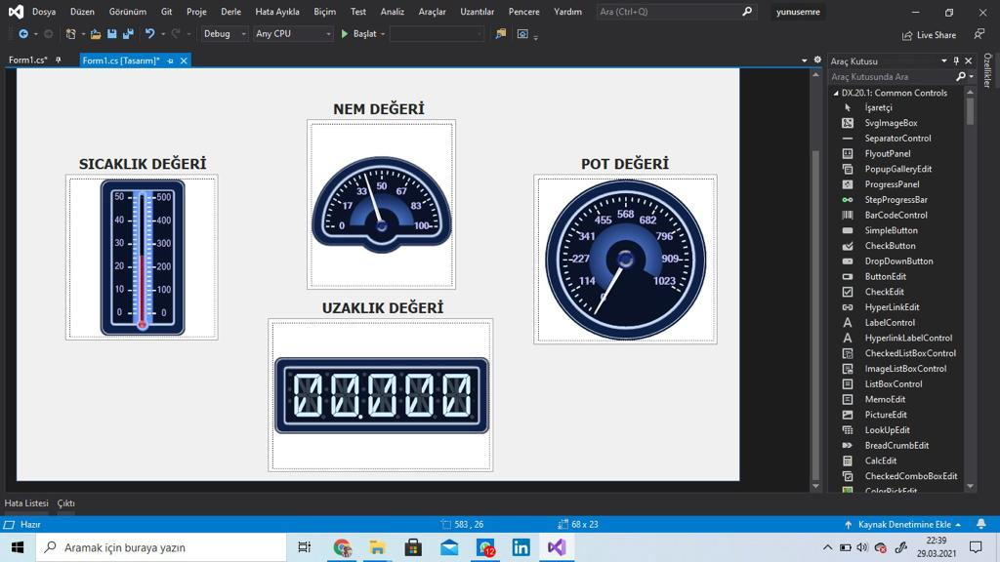 Dosya Düzen Görünüm Git Proje Derle Hata Ayıkla Biçim Test Analiz Araçlar Uzantılar Pencere Yardım Ara (Ctrl+Q) yunusemre
Debug Any CPU Başlat Live Share
Form1.cs* Form1.cs [Tasarım]*
NEM DEĞERİ
0 17 33 50 67 83 100
SICAKLIK DEĞERİ
50 500
40 400
30 300
20 200
10 100
0 0
POT DEĞERİ
0 114 227 341 455 568 682 796 909 1023
UZAKLIK DEĞERİ
00.000
Araç Kutusu
Araç Kutusunda Ara
DX.20.1: Common Controls
İşaretçi
SvgImageBox
SeparatorControl
FlyoutPanel
PopupGalleryEdit
ProgressPanel
StepProgressBar
BarCodeControl
SimpleButton
CheckButton
DropDownButton
ButtonEdit
CheckEdit
HyperLinkEdit
LabelControl
HyperlinkLabelControl
CheckedListBoxControl
ImageListBoxControl
ListBoxControl
MemoEdit
PictureEdit
LookUpEdit
BreadCrumbEdit
CalcEdit
CheckedComboBoxEdit
ColorPickEdit
Özellikler
Hata Listesi Çıktı
Hazır 583 , 26 68 x 23 Kaynak Denetimine Ekle
Aramak için buraya yazın
12
22:39
29.03.2021